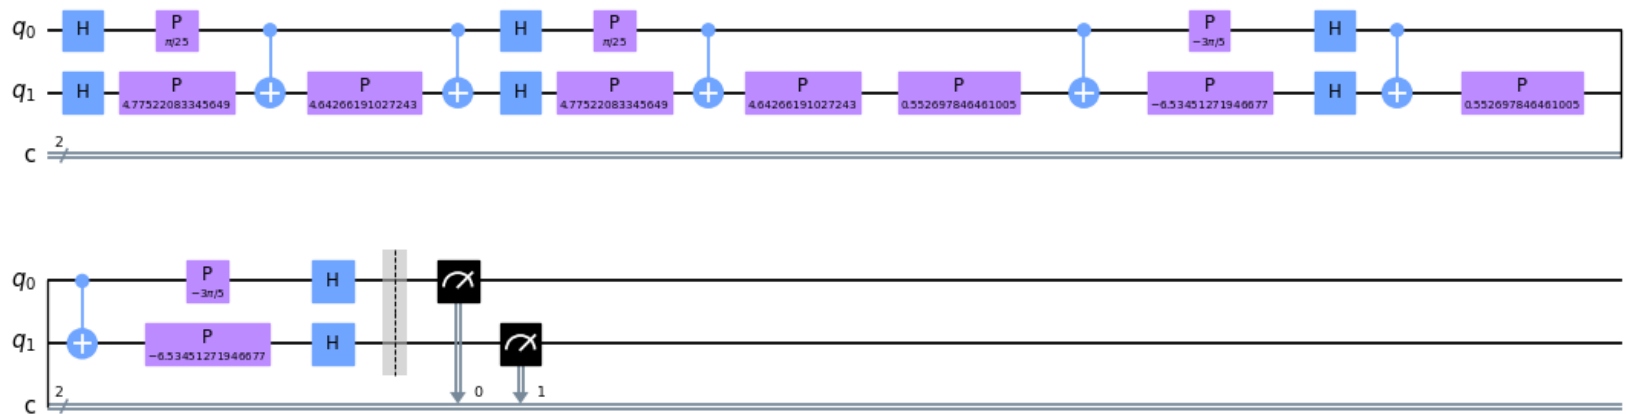 q0 H P π/25 H P π/25 P −3π/5 H
q1 H P 4.77522083345649 P 4.64266191027243 H P 4.77522083345649 P 4.64266191027243 P 0.552697846461005 P −6.53451271946677 H P 0.552697846461005
c 2
q0 P −3π/5 H
q1 P −6.53451271946677 H
c 2 0 1